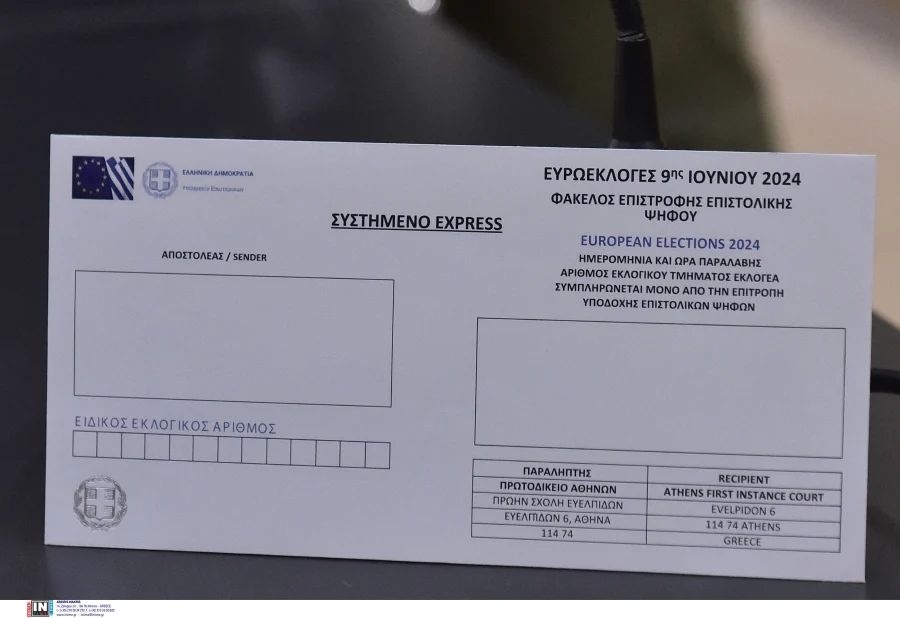 ΕΛΛΗΝΙΚΗ ΔΗΜΟΚΡΑΤΙΑ
Υπουργείο Εσωτερικών
ΣΥΣΤΗΜΕΝΟ EXPRESS
ΑΠΟΣΤΟΛΕΑΣ / SENDER
ΕΙΔΙΚΟΣ ΕΚΛΟΓΙΚΟΣ ΑΡΙΘΜΟΣ
ΕΥΡΩΕΚΛΟΓΕΣ 9ης ΙΟΥΝΙΟΥ 2024
ΦΑΚΕΛΟΣ ΕΠΙΣΤΡΟΦΗΣ ΕΠΙΣΤΟΛΙΚΗΣ
ΨΗΦΟΥ
EUROPEAN ELECTIONS 2024
ΗΜΕΡΟΜΗΝΙΑ ΚΑΙ ΩΡΑ ΠΑΡΑΛΑΒΗΣ
ΑΡΙΘΜΟΣ ΕΚΛΟΓΙΚΟΥ ΤΜΗΜΑΤΟΣ ΕΚΛΟΓΕΑ
ΣΥΜΠΛΗΡΩΝΕΤΑΙ ΜΟΝΟ ΑΠΟ ΤΗΝ ΕΠΙΤΡΟΠΗ
ΥΠΟΔΟΧΗΣ ΕΠΙΣΤΟΛΙΚΩΝ ΨΗΦΩΝ
ΠΑΡΑΛΗΠΤΗΣ
ΠΡΩΤΟΔΙΚΕΙΟ ΑΘΗΝΩΝ
ΠΡΩΗΝ ΣΧΟΛΗ ΕΥΕΛΠΙΔΩΝ
ΕΥΕΛΠΙΔΩΝ 6, ΑΘΗΝΑ
114 74
RECIPIENT
ATHENS FIRST INSTANCE COURT
EVELPIDON 6
114 74 ATHENS
GREECE
IN